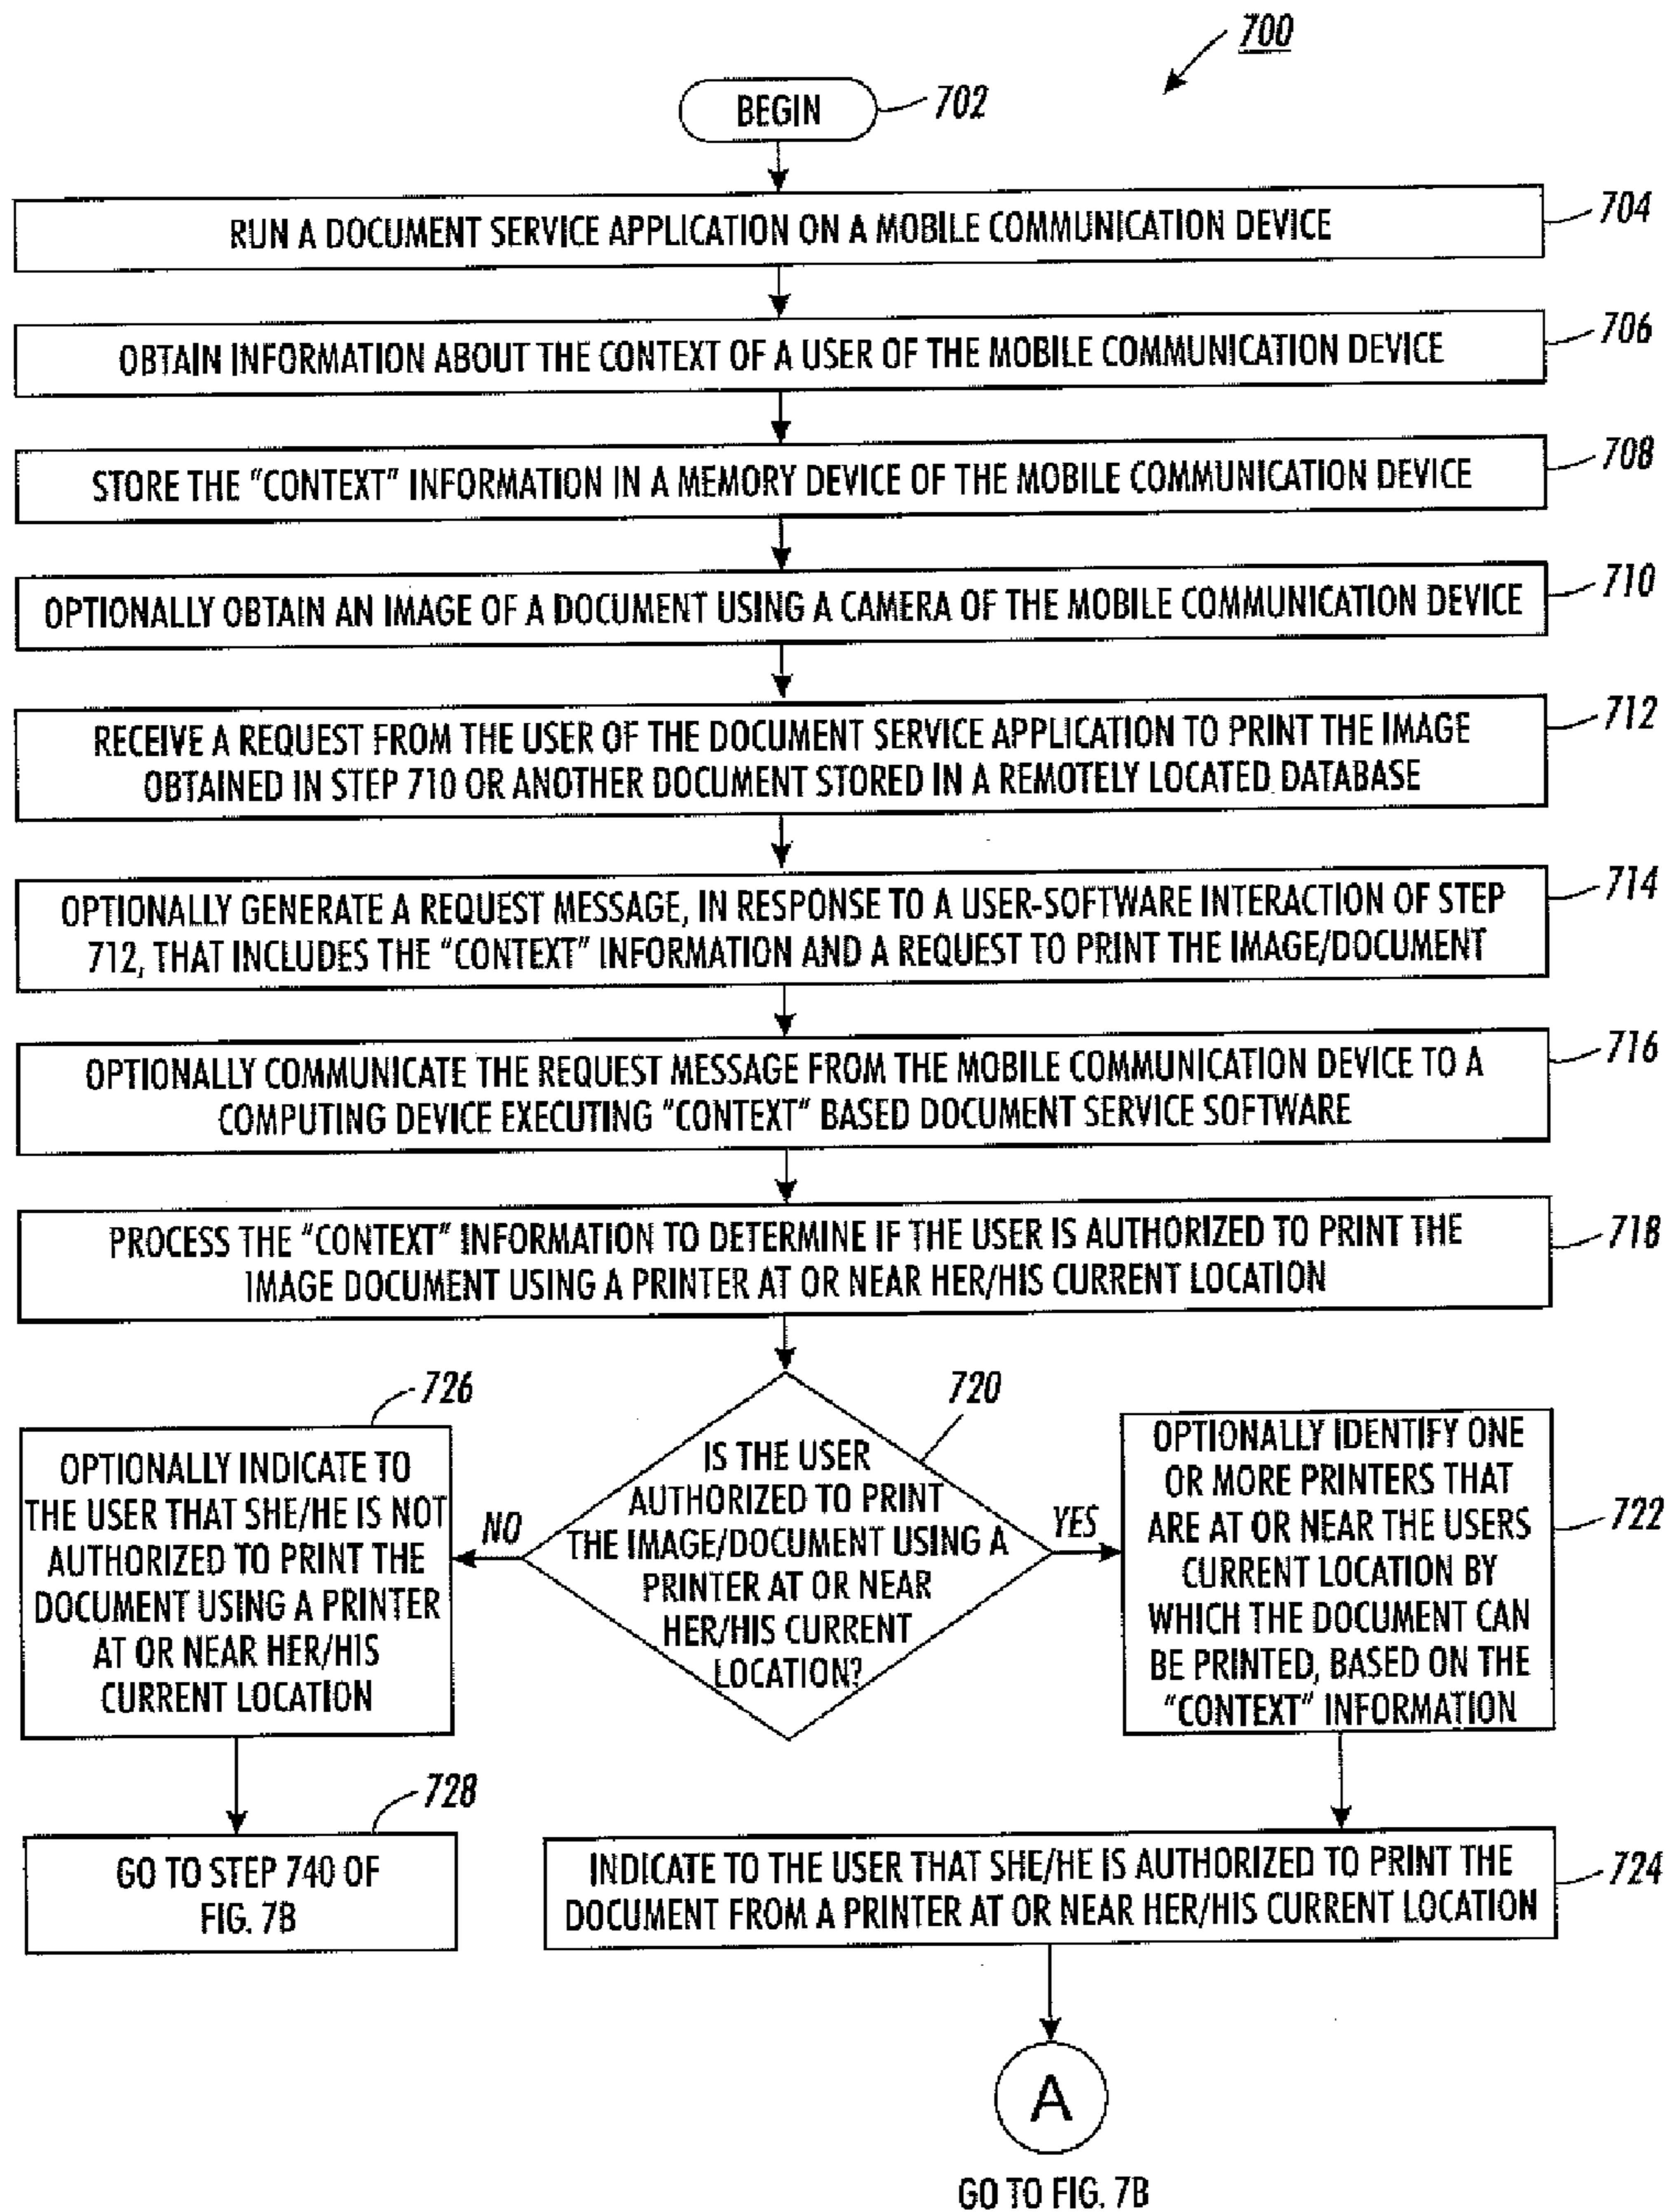 700
BEGIN
702
RUN A DOCUMENT SERVICE APPLICATION ON A MOBILE COMMUNICATION DEVICE
704
OBTAIN INFORMATION ABOUT THE CONTEXT OF A USER OF THE MOBILE COMMUNICATION DEVICE
706
STORE THE "CONTEXT" INFORMATION IN A MEMORY DEVICE OF THE MOBILE COMMUNICATION DEVICE
708
OPTIONALLY OBTAIN AN IMAGE OF A DOCUMENT USING A CAMERA OF THE MOBILE COMMUNICATION DEVICE
710
RECEIVE A REQUEST FROM THE USER OF THE DOCUMENT SERVICE APPLICATION TO PRINT THE IMAGE
OBTAINED IN STEP 710 OR ANOTHER DOCUMENT STORED IN A REMOTELY LOCATED DATABASE
712
OPTIONALLY GENERATE A REQUEST MESSAGE, IN RESPONSE TO A USER-SOFTWARE INTERACTION OF STEP
712, THAT INCLUDES THE "CONTEXT" INFORMATION AND A REQUEST TO PRINT THE IMAGE/DOCUMENT
714
OPTIONALLY COMMUNICATE THE REQUEST MESSAGE FROM THE MOBILE COMMUNICATION DEVICE TO A
COMPUTING DEVICE EXECUTING "CONTEXT" BASED DOCUMENT SERVICE SOFTWARE
716
PROCESS THE "CONTEXT" INFORMATION TO DETERMINE IF THE USER IS AUTHORIZED TO PRINT THE
IMAGE DOCUMENT USING A PRINTER AT OR NEAR HER/HIS CURRENT LOCATION
718
726
OPTIONALLY INDICATE TO
THE USER THAT SHE/HE IS NOT
AUTHORIZED TO PRINT THE
DOCUMENT USING A PRINTER
AT OR NEAR HER/HIS
CURRENT LOCATION
NO
720
IS THE USER
AUTHORIZED TO PRINT
THE IMAGE/DOCUMENT USING A
PRINTER AT OR NEAR
HER/HIS CURRENT
LOCATION?
YES
OPTIONALLY IDENTIFY ONE
OR MORE PRINTERS THAT
ARE AT OR NEAR THE USERS
CURRENT LOCATION BY
WHICH THE DOCUMENT CAN
BE PRINTED, BASED ON THE
"CONTEXT" INFORMATION
722
728
GO TO STEP 740 OF
FIG. 7B
INDICATE TO THE USER THAT SHE/HE IS AUTHORIZED TO PRINT THE
DOCUMENT FROM A PRINTER AT OR NEAR HER/HIS CURRENT LOCATION
724
A
GO TO FIG. 7B